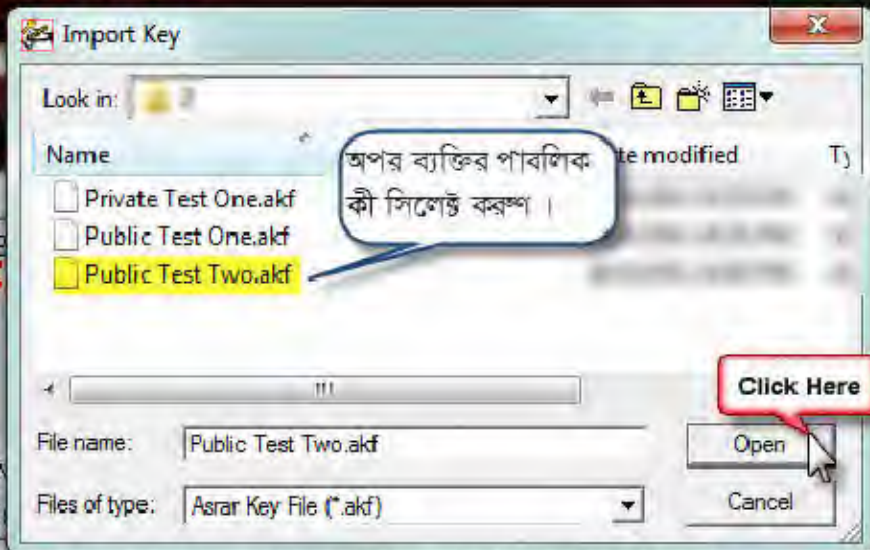 Import Key
Look in:
Name
te modified
Ty
অপর ব্যক্তির পাবলিক
কী সিলেক্ট করুণ ।
Private Test One.akf
Public Test One.akf
Public Test Two.akf
Click Here
File name:
Public Test Two.akf
Open
Files of type:
Asrar Key File (*.akf)
Cancel